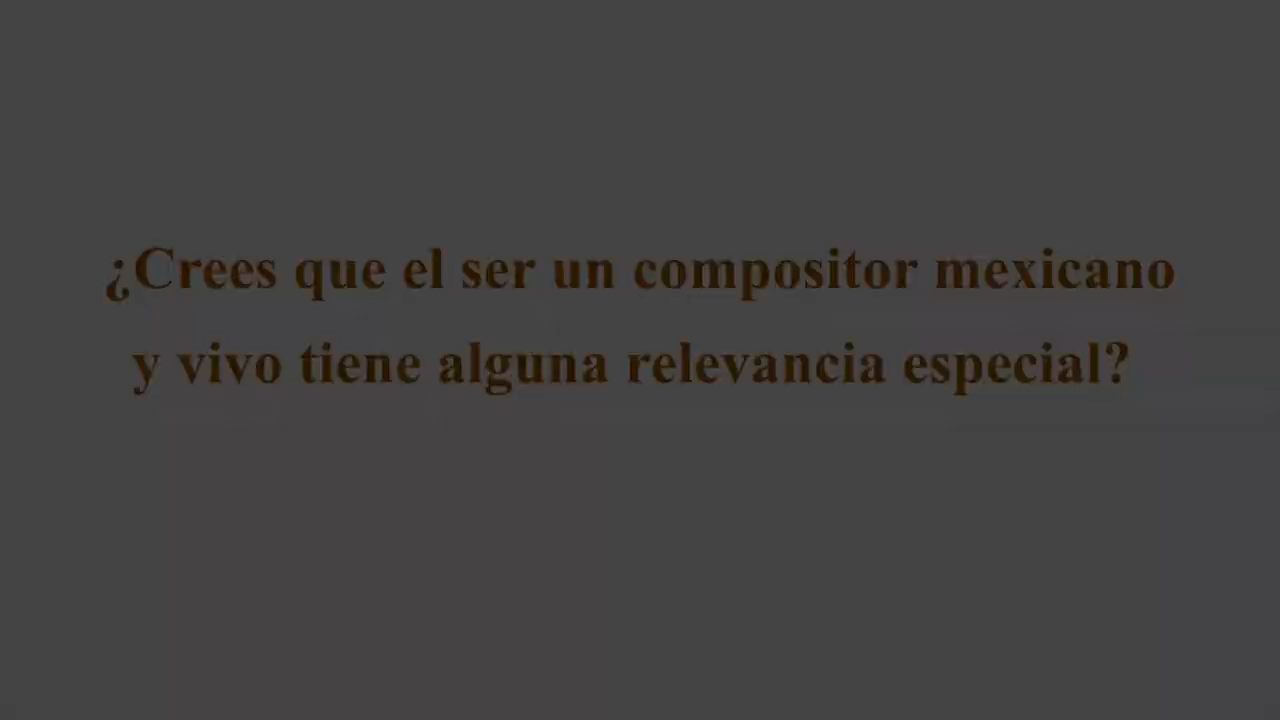 ¿Crees que el ser un compositor mexicano
y vivo tiene alguna relevancia especial?